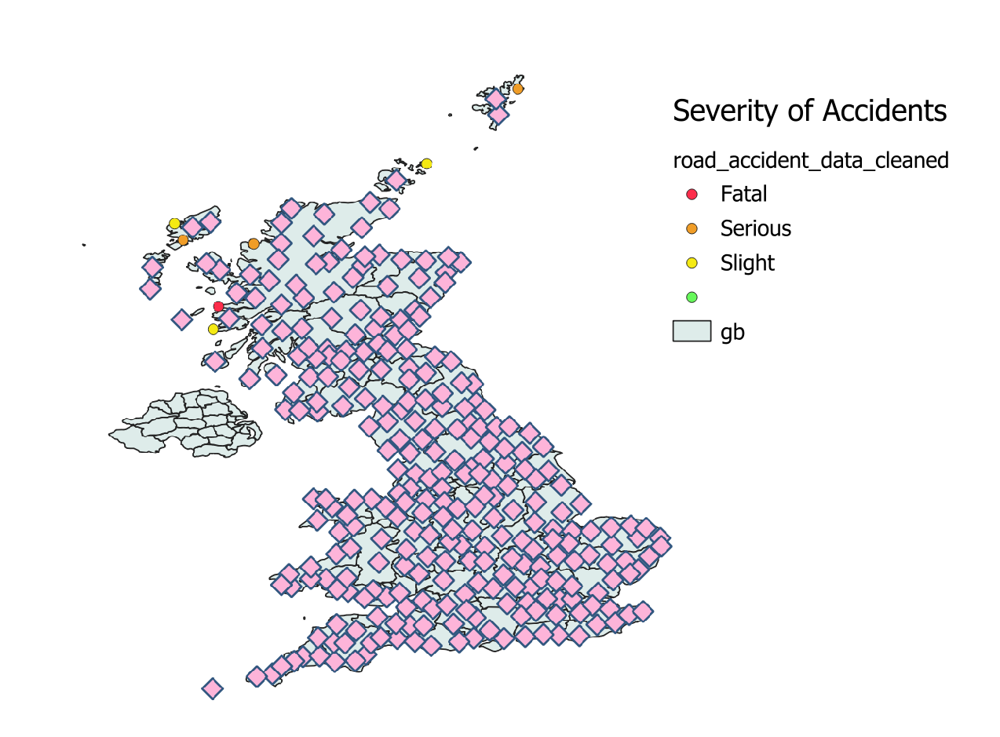 Severity of Accidents
road_accident_data_cleaned
Fatal
Serious
Slight
gb